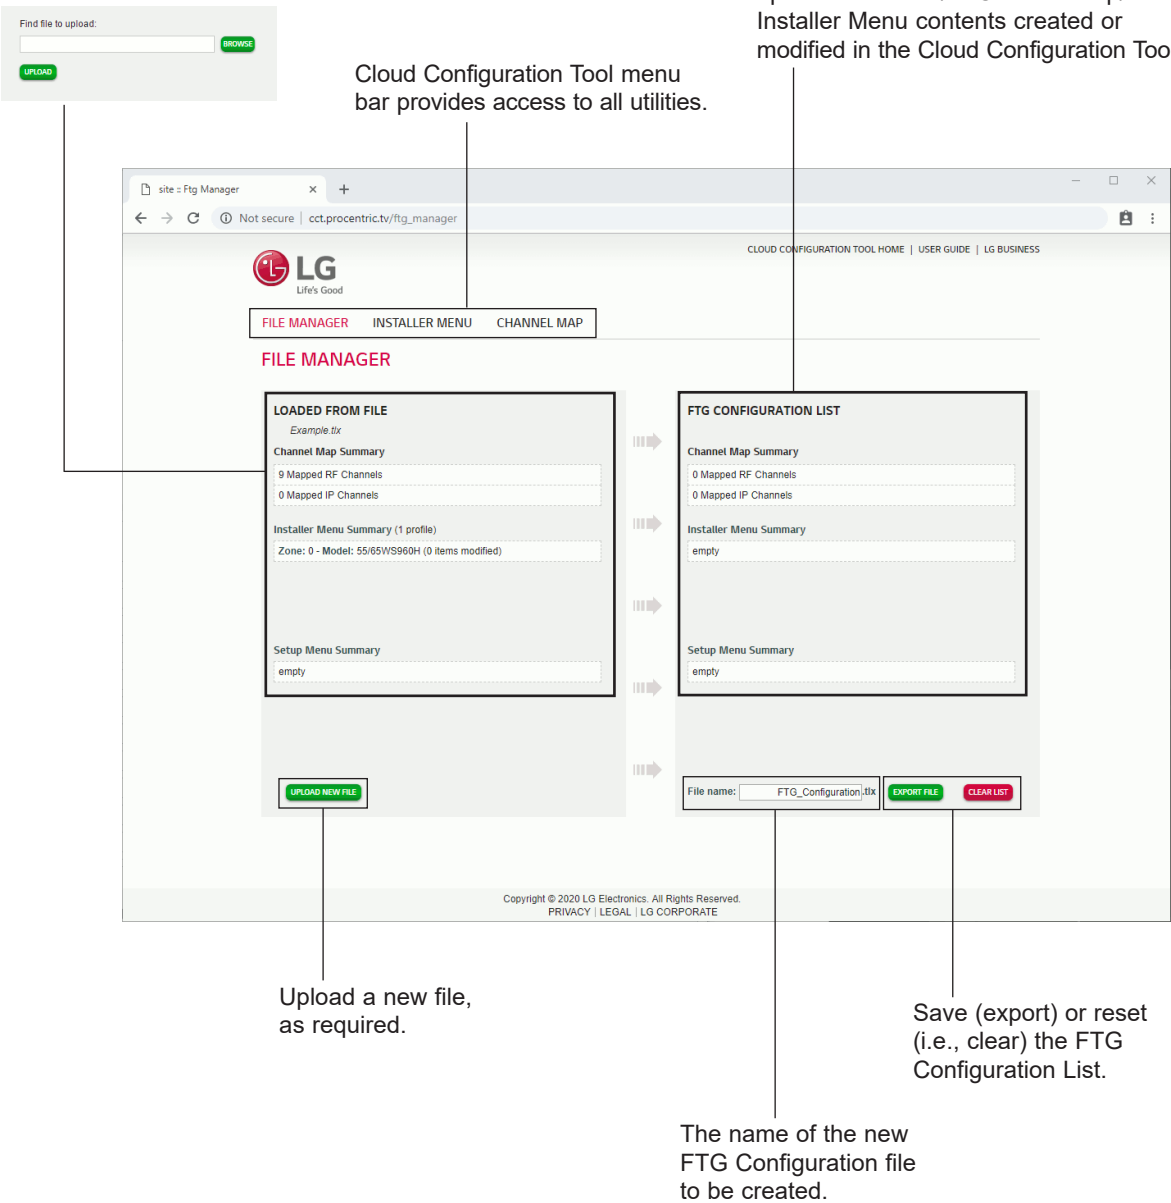 Installer Menu contents created or
modified in the Cloud Configuration Too
Find file to upload:
BROWSE
UPLOAD
Cloud Configuration Tool menu
bar provides access to all utilities.
site :: Ftg Manager
Not secure | cct.procentric.tv/ftg_manager
CLOUD CONFIGURATION TOOL HOME | USER GUIDE | LG BUSINESS
LG
Life's Good
FILE MANAGER INSTALLER MENU CHANNEL MAP
FILE MANAGER
LOADED FROM FILE
Example.tlx
Channel Map Summary
9 Mapped RF Channels
0 Mapped IP Channels
Installer Menu Summary (1 profile)
Zone: 0 - Model: 55/65WS960H (0 items modified)
Setup Menu Summary
empty
UPLOAD NEW FILE
FTG CONFIGURATION LIST
Channel Map Summary
0 Mapped RF Channels
0 Mapped IP Channels
Installer Menu Summary
empty
Setup Menu Summary
empty
File name: FTG_Configuration .tlx EXPORT FILE CLEAR LIST
Copyright © 2020 LG Electronics. All Rights Reserved.
PRIVACY | LEGAL | LG CORPORATE
Upload a new file,
as required.
Save (export) or reset
(i.e., clear) the FTG
Configuration List.
The name of the new
FTG Configuration file
to be created.